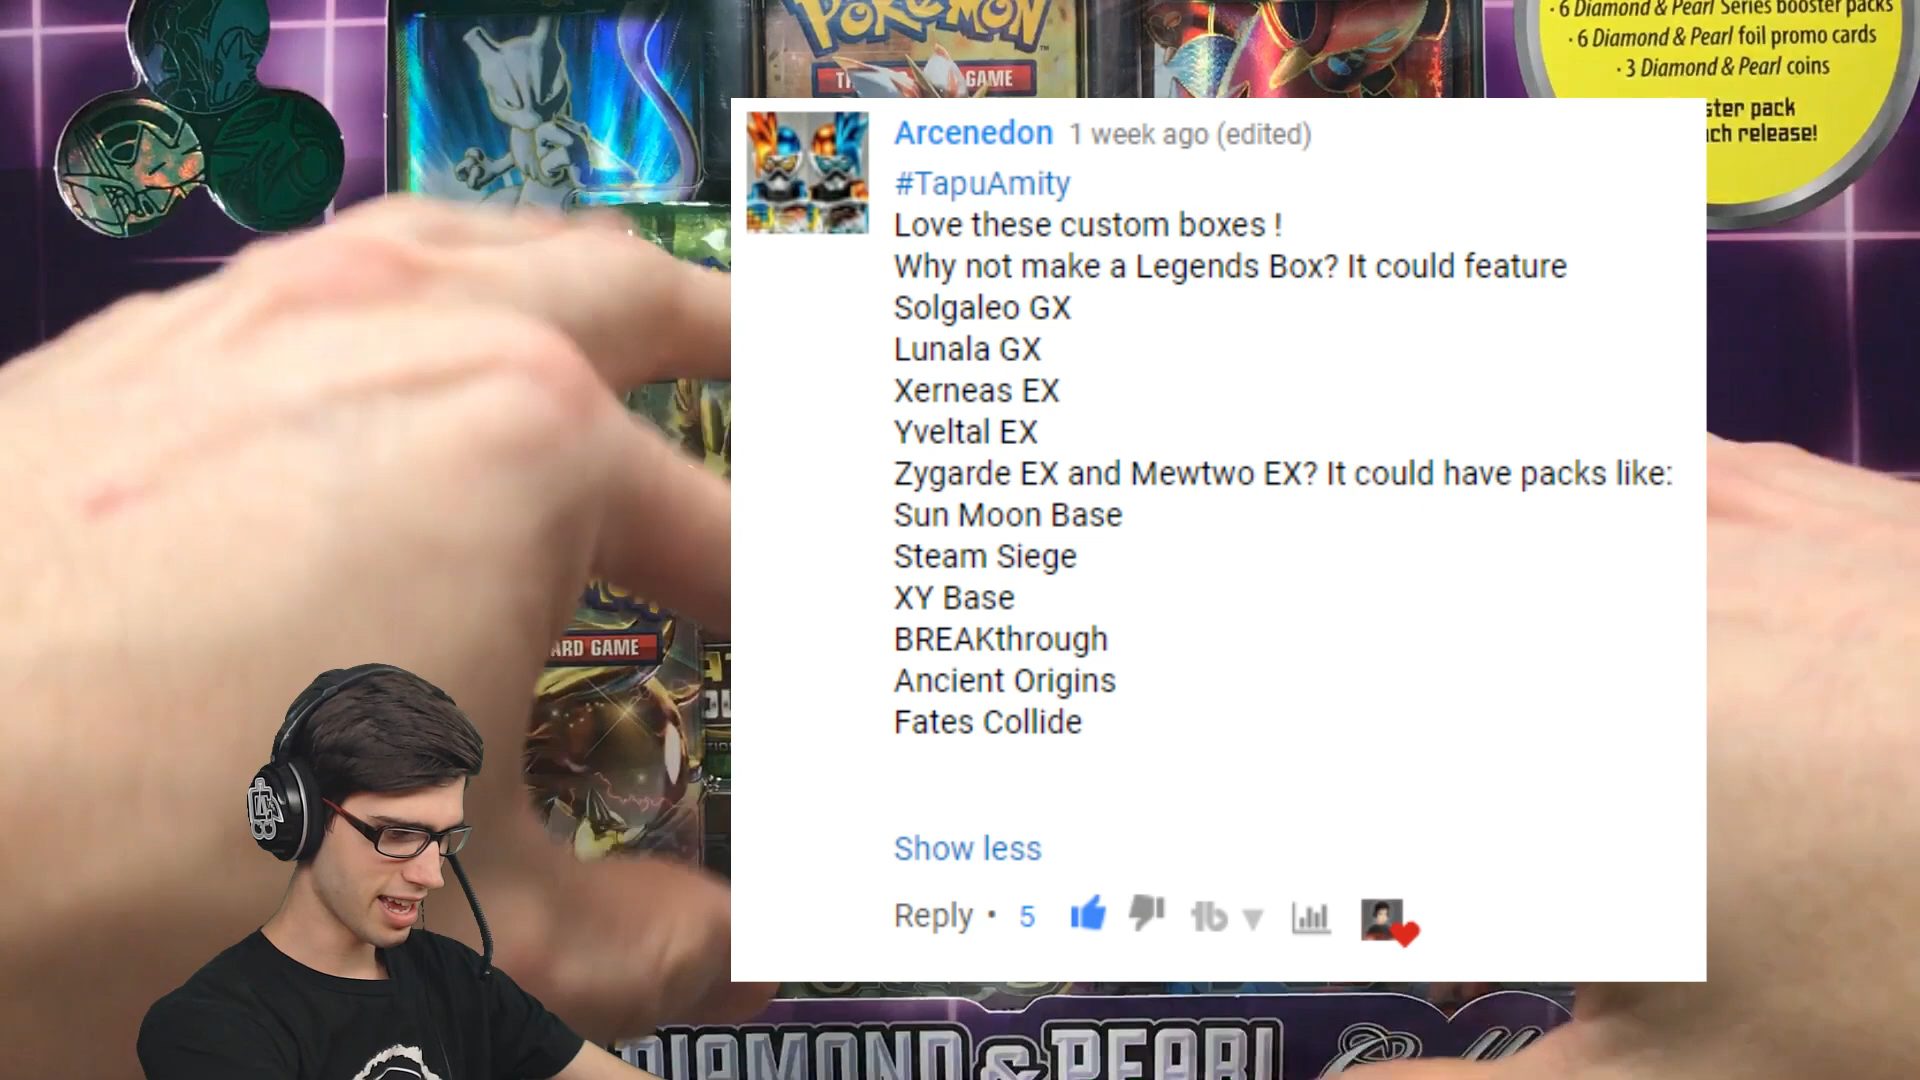 POKéMON
GAME
· 6 Diamond & Pearl Series booster packs
· 6 Diamond & Pearl foil promo cards
· 3 Diamond & Pearl coins
ster pack
ch release!
Arcenedon 1 week ago (edited)
#TapuAmity
Love these custom boxes !
Why not make a Legends Box? It could feature
Solgaleo GX
Lunala GX
Xerneas EX
Yveltal EX
Zygarde EX and Mewtwo EX? It could have packs like:
Sun Moon Base
Steam Siege
XY Base
BREAKthrough
Ancient Origins
Fates Collide
Show less
Reply • 5
ARD GAME
DIAMOND & PEARL